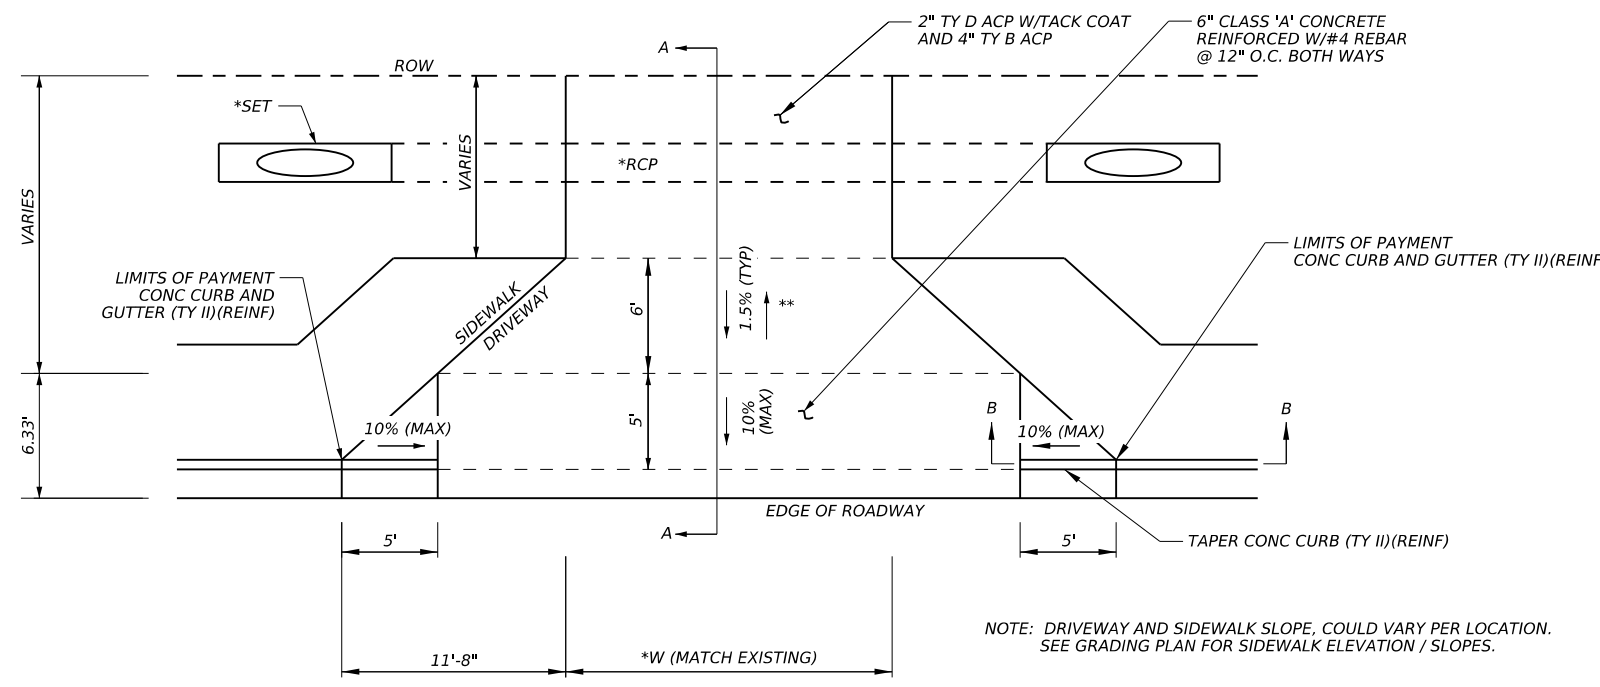 2" TY D ACP W/TACK COAT
AND 4" TY B ACP
6" CLASS 'A' CONCRETE
REINFORCED W/#4 REBAR
@ 12" O.C. BOTH WAYS
A
ROW
*SET
VARIES
*RCP
VARIES
LIMITS OF PAYMENT
CONC CURB AND GUTTER (TY II)(REINF
LIMITS OF PAYMENT
CONC CURB AND
GUTTER (TY II)(REINF)
SIDEWALK
DRIVEWAY
6'
1.5% (TYP)
**
6.33'
10% (MAX)
5'
10%
(MAX)
B
B
10% (MAX)
EDGE OF ROADWAY
A
5'
5'
TAPER CONC CURB (TY II)(REINF)
NOTE: DRIVEWAY AND SIDEWALK SLOPE, COULD VARY PER LOCATION.
SEE GRADING PLAN FOR SIDEWALK ELEVATION / SLOPES.
11'-8"
*W (MATCH EXISTING)